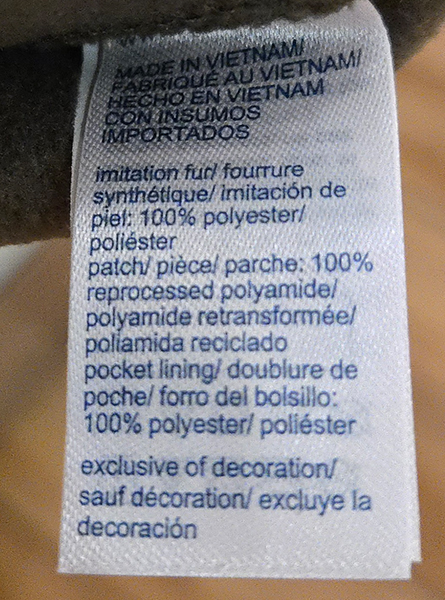 MADE IN VIETNAM/
FABRIQUÉ AU VIETNAM/
HECHO EN VIETNAM
CON INSUMOS
IMPORTADOS
imitation fur/ fourrure
synthétique/ imitación de
piel: 100% polyester/
poliéster
patch/ pièce/ parche: 100%
reprocessed polyamide/
polyamide retransformée/
poliamida reciclado
pocket lining/ doublure de
poche/ forro del bolsillo:
100% polyester/ poliéster
exclusive of decoration/
sauf décoration/ excluye la
decoración